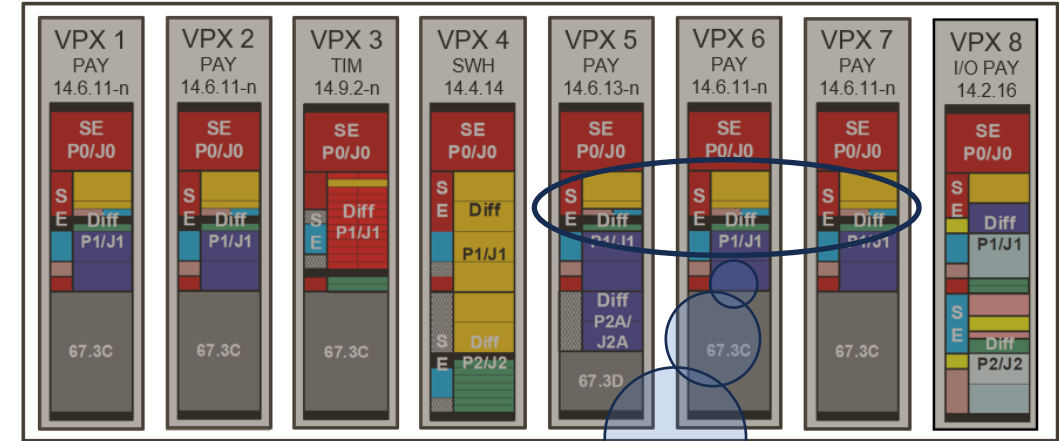 VPX 1
PAY
14.6.11-n
SE
P0/J0
S
E
Diff
P1/J1
67.3C
VPX 2
PAY
14.6.11-n
SE
P0/J0
S
E
Diff
P1/J1
67.3C
VPX 3
TIM
14.9.2-n
SE
P0/J0
S
E
Diff
P1/J1
67.3C
VPX 4
SWH
14.4.14
SE
P0/J0
S
E
Diff
P1/J1
S
E
Diff
P2/J2
VPX 5
PAY
14.6.13-n
SE
P0/J0
S
E
Diff
P1/J1
Diff
P2A/
J2A
67.3D
VPX 6
PAY
14.6.11-n
SE
P0/J0
S
E
Diff
P1/J1
67.3C
VPX 7
PAY
14.6.11-n
SE
P0/J0
S
E
Diff
P1/J1
67.3C
VPX 8
I/O PAY
14.2.16
SE
P0/J0
S
E
Diff
P1/J1
S
E
Diff
P2/J2